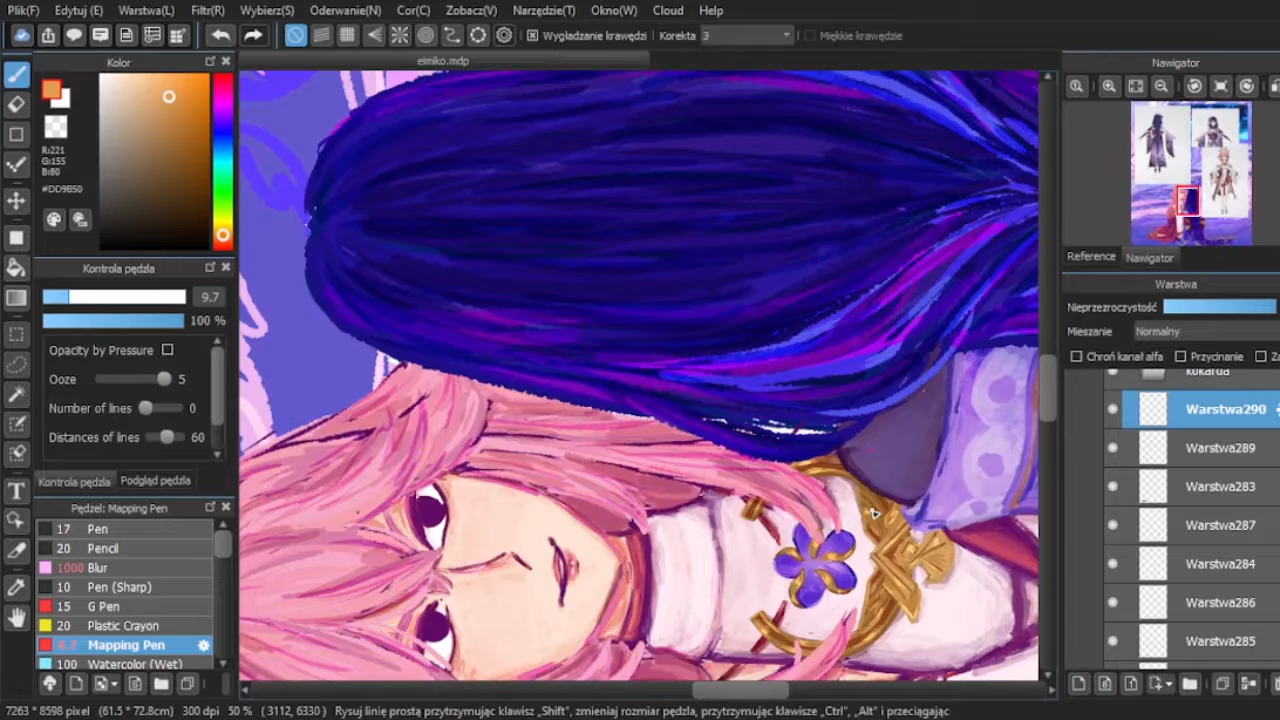 Plik(F) Edytuj (E) Warstwa(L) Filtr(R) Wybierz(S) Oderwanie(N) Cor(C) Zobacz(V) Narzędzie(T) Okno(W) Cloud Help
Wygładzanie krawędzi Korekta 3 Miękkie krawędzie
Kolor
eimiko.mdp
Nawigator
R:221
G:155
B:80
#DD9B50
Kontrola pędzla
9.7
100 %
Opacity by Pressure
Ooze 5
Number of lines 0
Distances of lines 60
Kontrola pędzla Podgląd pędzla
Pędzel: Mapping Pen
17 Pen
20 Pencil
1000 Blur
10 Pen (Sharp)
15 G Pen
20 Plastic Crayon
Mapping Pen
100 Watercolor (Wet)
Reference Nawigator
Warstwa
Nieprzezroczystość
Mieszanie Normalny
Chroń kanał alfa Przycinanie
kokarda
Warstwa290
Warstwa289
Warstwa283
Warstwa287
Warstwa284
Warstwa286
Warstwa285
7263 * 8598 pixel (61.5 * 72.8cm) 300 dpi 50 % ( 3112, 6330 ) Rysuj linię prostą przytrzymując klawisz „Shift”, zmieniaj rozmiar pędzla, przytrzymując klawisze „Ctrl”, „Alt” i przeciągając